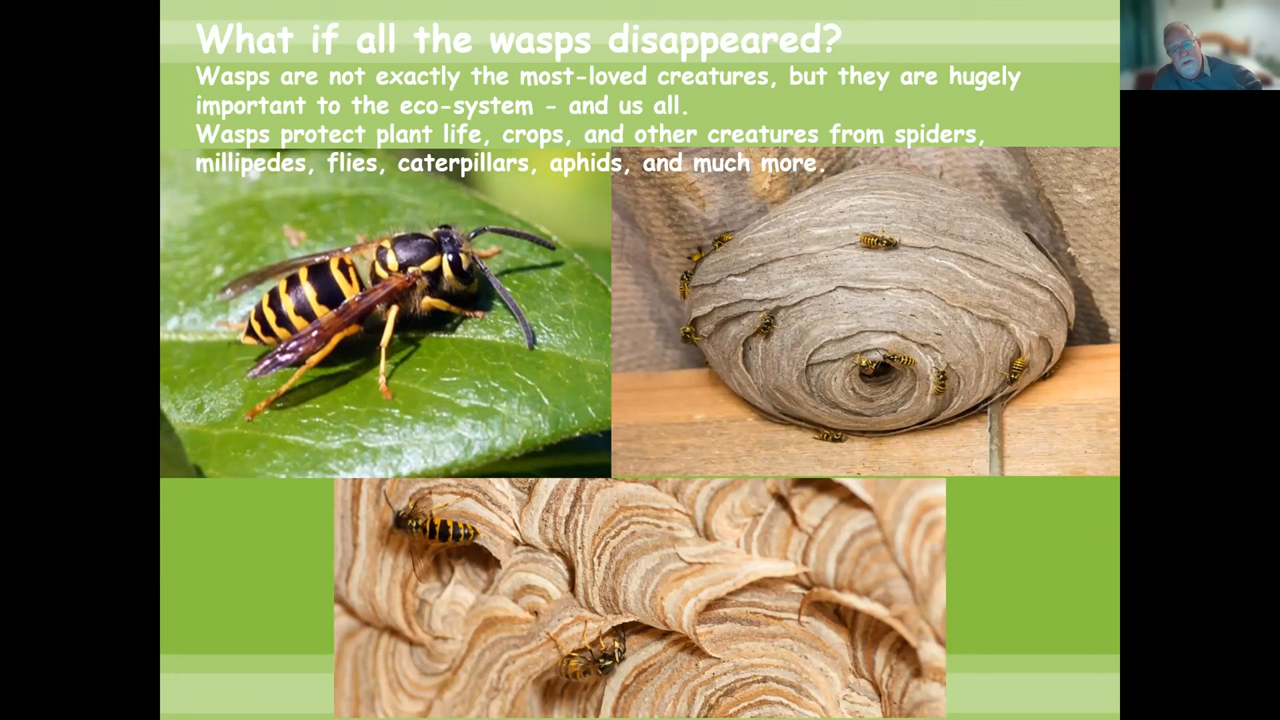 What if all the wasps disappeared?
Wasps are not exactly the most-loved creatures, but they are hugely
important to the eco-system - and us all.
Wasps protect plant life, crops, and other creatures from spiders,
millipedes, flies, caterpillars, aphids, and much more.